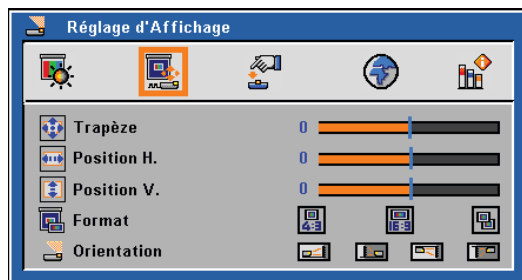 Réglage d'Affichage
Trapèze 0
Position H. 0
Position V. 0
Format 4:3 16:9
Orientation